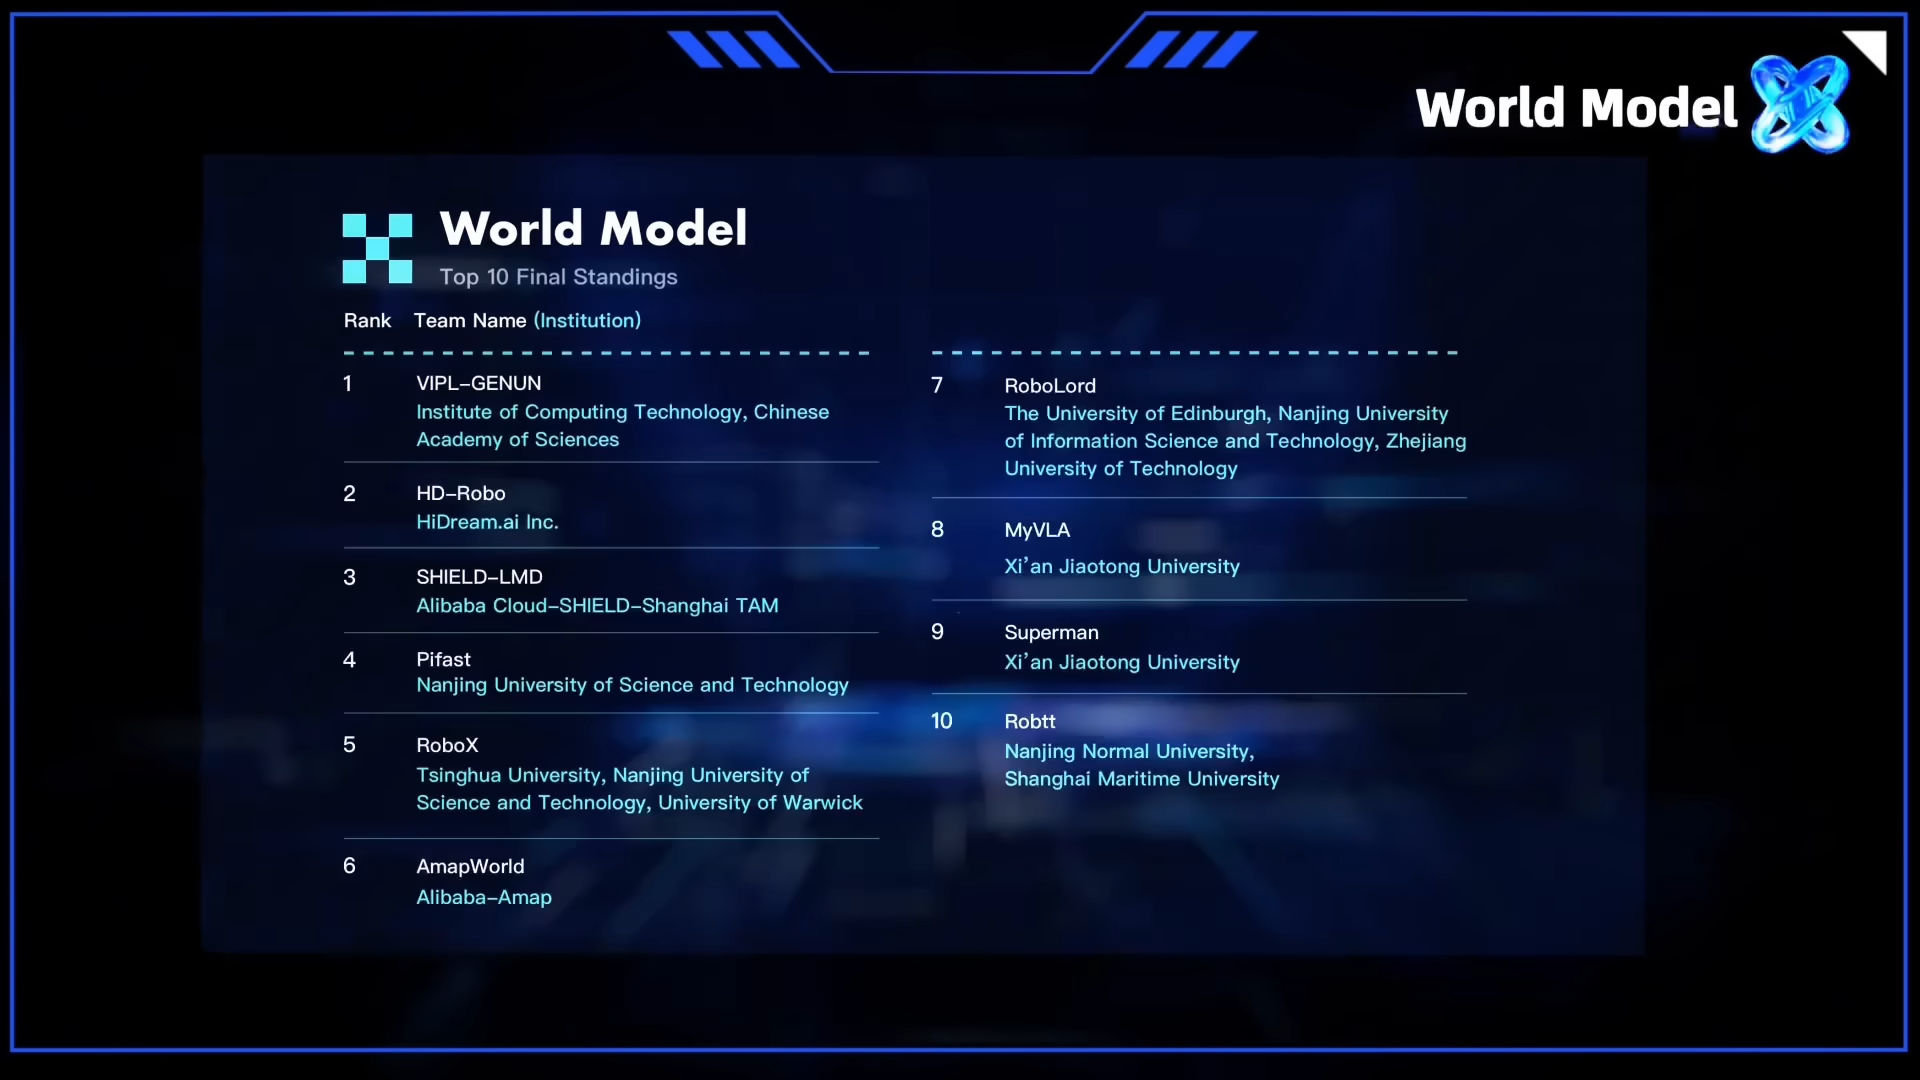 World Model
World Model
Top 10 Final Standings
Rank Team Name (Institution)
1 VIPL-GENUN
Institute of Computing Technology, Chinese
Academy of Sciences
2 HD-Robo
HiDream.ai Inc.
3 SHIELD-LMD
Alibaba Cloud-SHIELD-Shanghai TAM
4 Pifast
Nanjing University of Science and Technology
5 RoboX
Tsinghua University, Nanjing University of
Science and Technology, University of Warwick
6 AmapWorld
Alibaba-Amap
7 RoboLord
The University of Edinburgh, Nanjing University
of Information Science and Technology, Zhejiang
University of Technology
8 MyVLA
Xi’an Jiaotong University
9 Superman
Xi’an Jiaotong University
10 Robtt
Nanjing Normal University,
Shanghai Maritime University